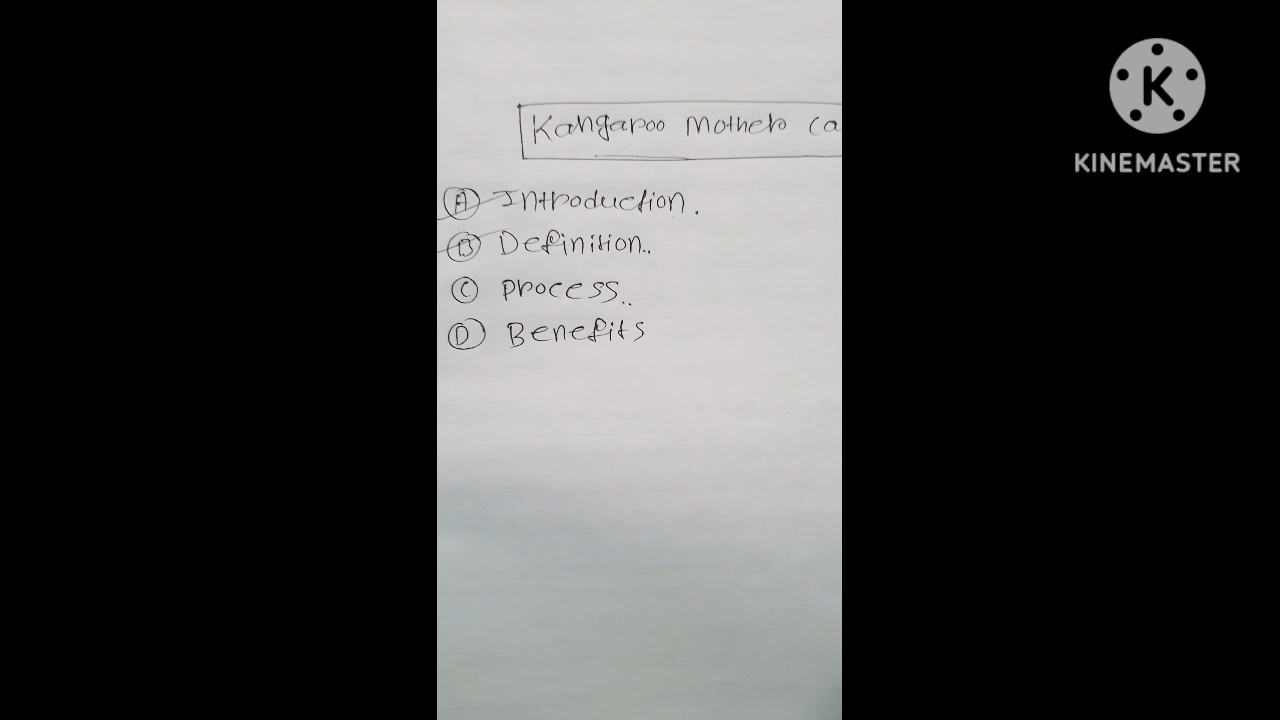 Kangaroo Mother Ca
A Introduction.
B Definition..
C Process..
D Benefits
K
KINEMASTER